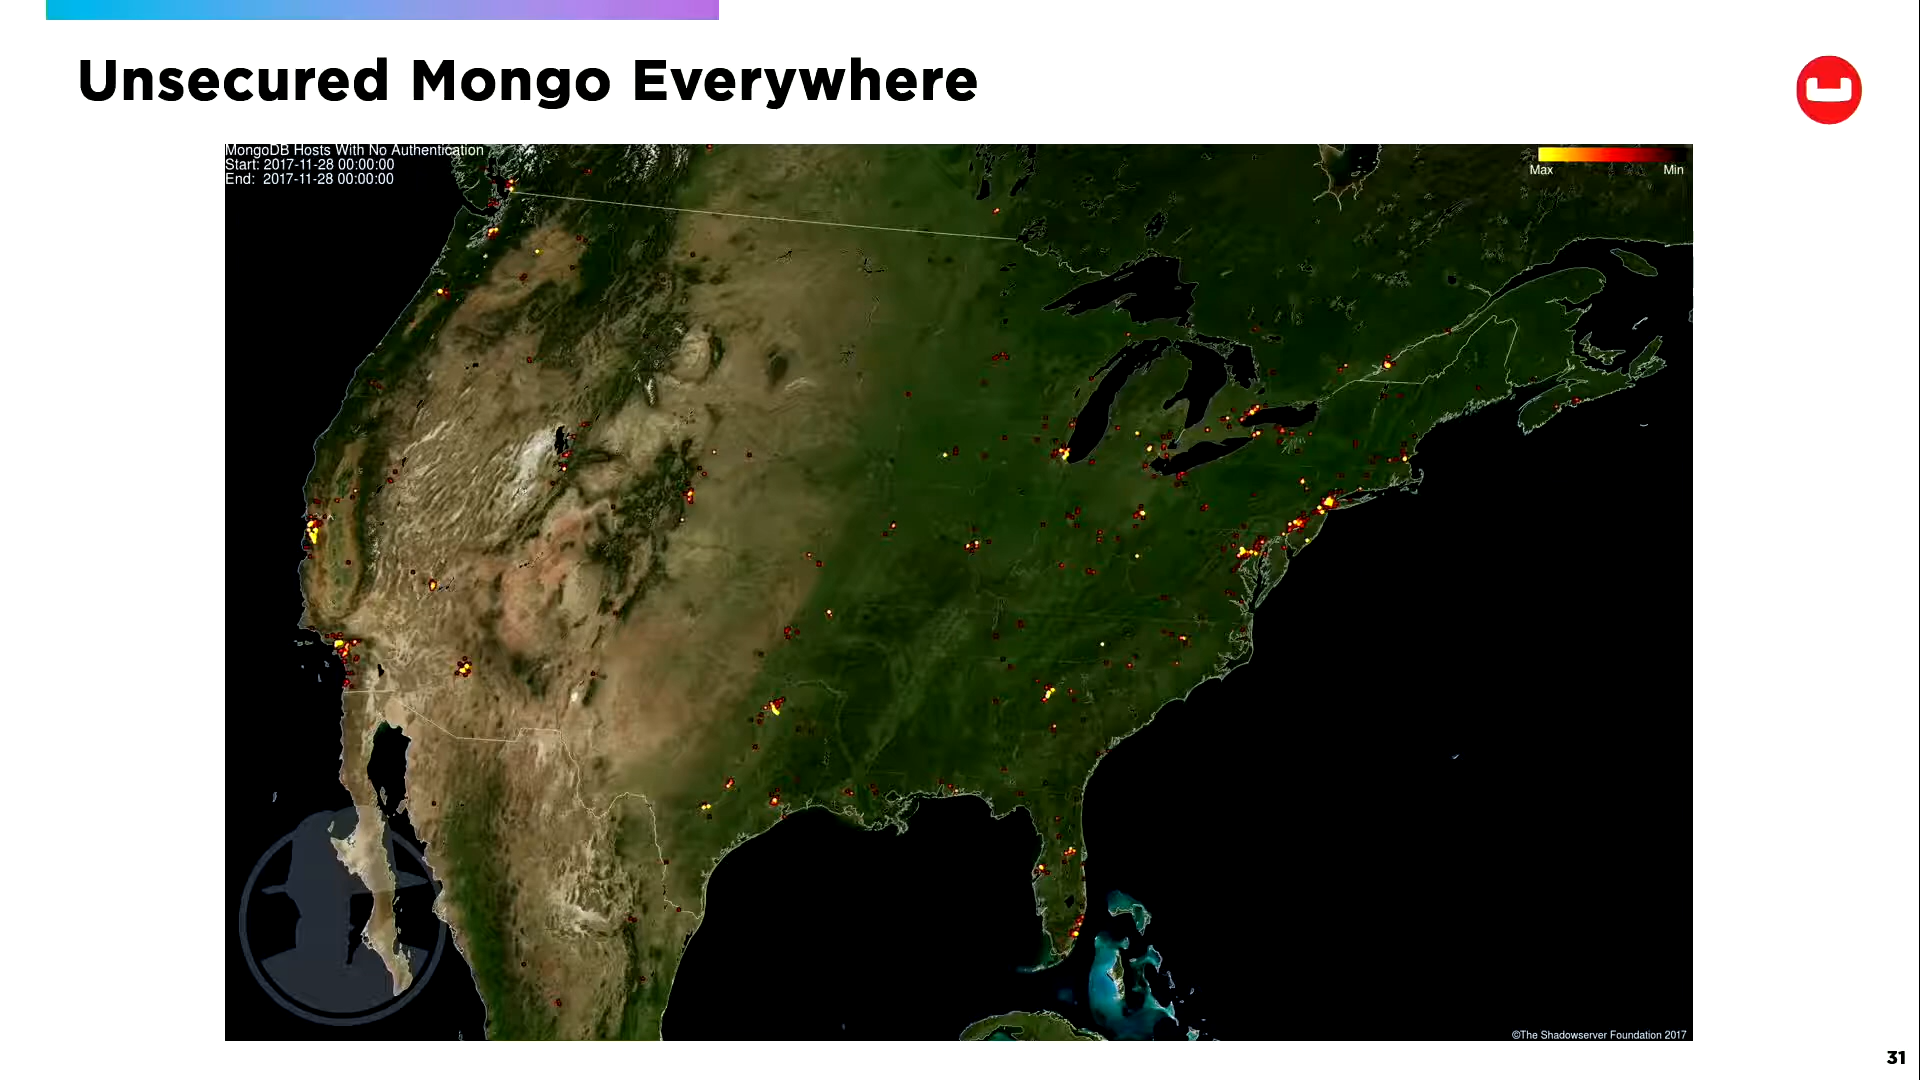 Unsecured Mongo Everywhere
MongoDB Hosts With No Authentication
Start: 2017-11-28 00:00:00
End: 2017-11-28 00:00:00
Max
Min
©The Shadowserver Foundation 2017
31